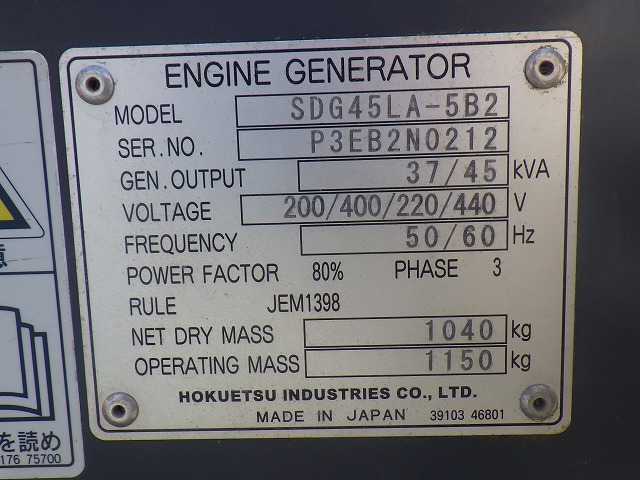 ENGINE GENERATOR
MODEL SDG45LA-5B2
SER.NO. P3EB2N0212
GEN.OUTPUT 37/45 kVA
VOLTAGE 200/400/220/440 V
FREQUENCY 50/60 Hz
POWER FACTOR 80% PHASE 3
RULE JEM1398
NET DRY MASS 1040 kg
OPERATING MASS 1150 kg
HOKUETSU INDUSTRIES CO., LTD.
MADE IN JAPAN 39103 46801
意
を読め
176 75700